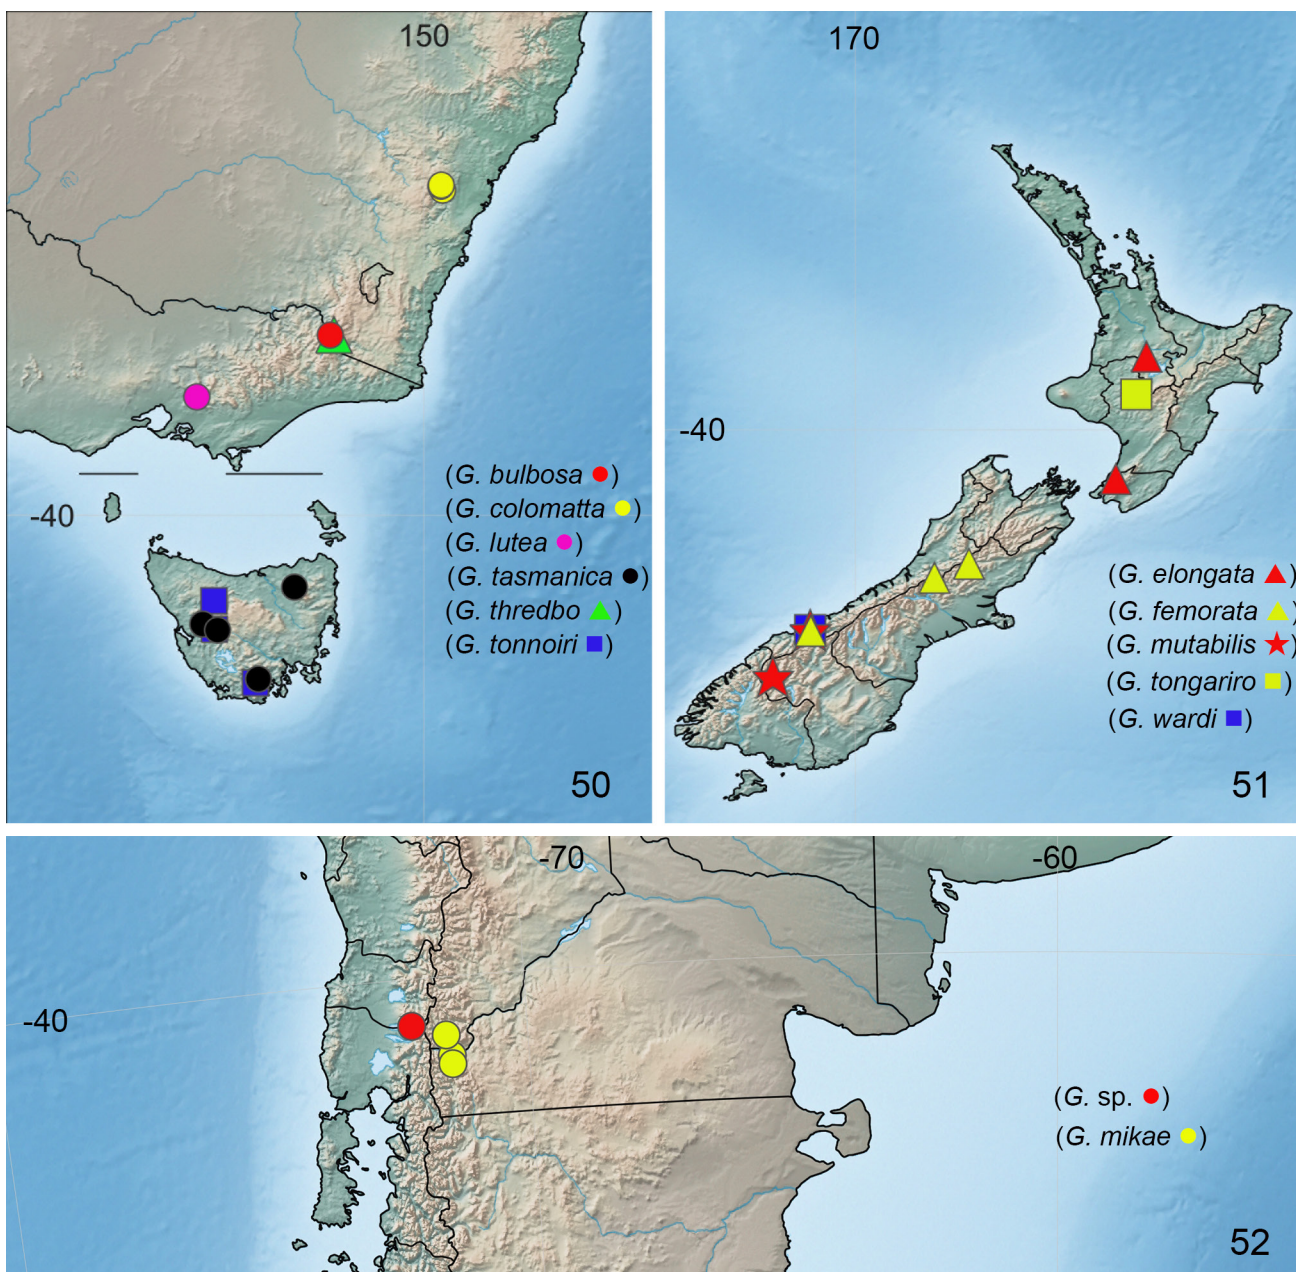 150
-40
(G. bulbosa ●)
(G. colomatta ●)
(G. lutea ●)
(G. tasmanica ●)
(G. thredbo ▲)
(G. tonnoiri ■)
50
170
-40
(G. elongata ▲)
(G. femorata ▲)
(G. mutabilis ★)
(G. tongariro ■)
(G. wardi ■)
51
-70
-60
-40
(G. sp. ●)
(G. mikae ●)
52